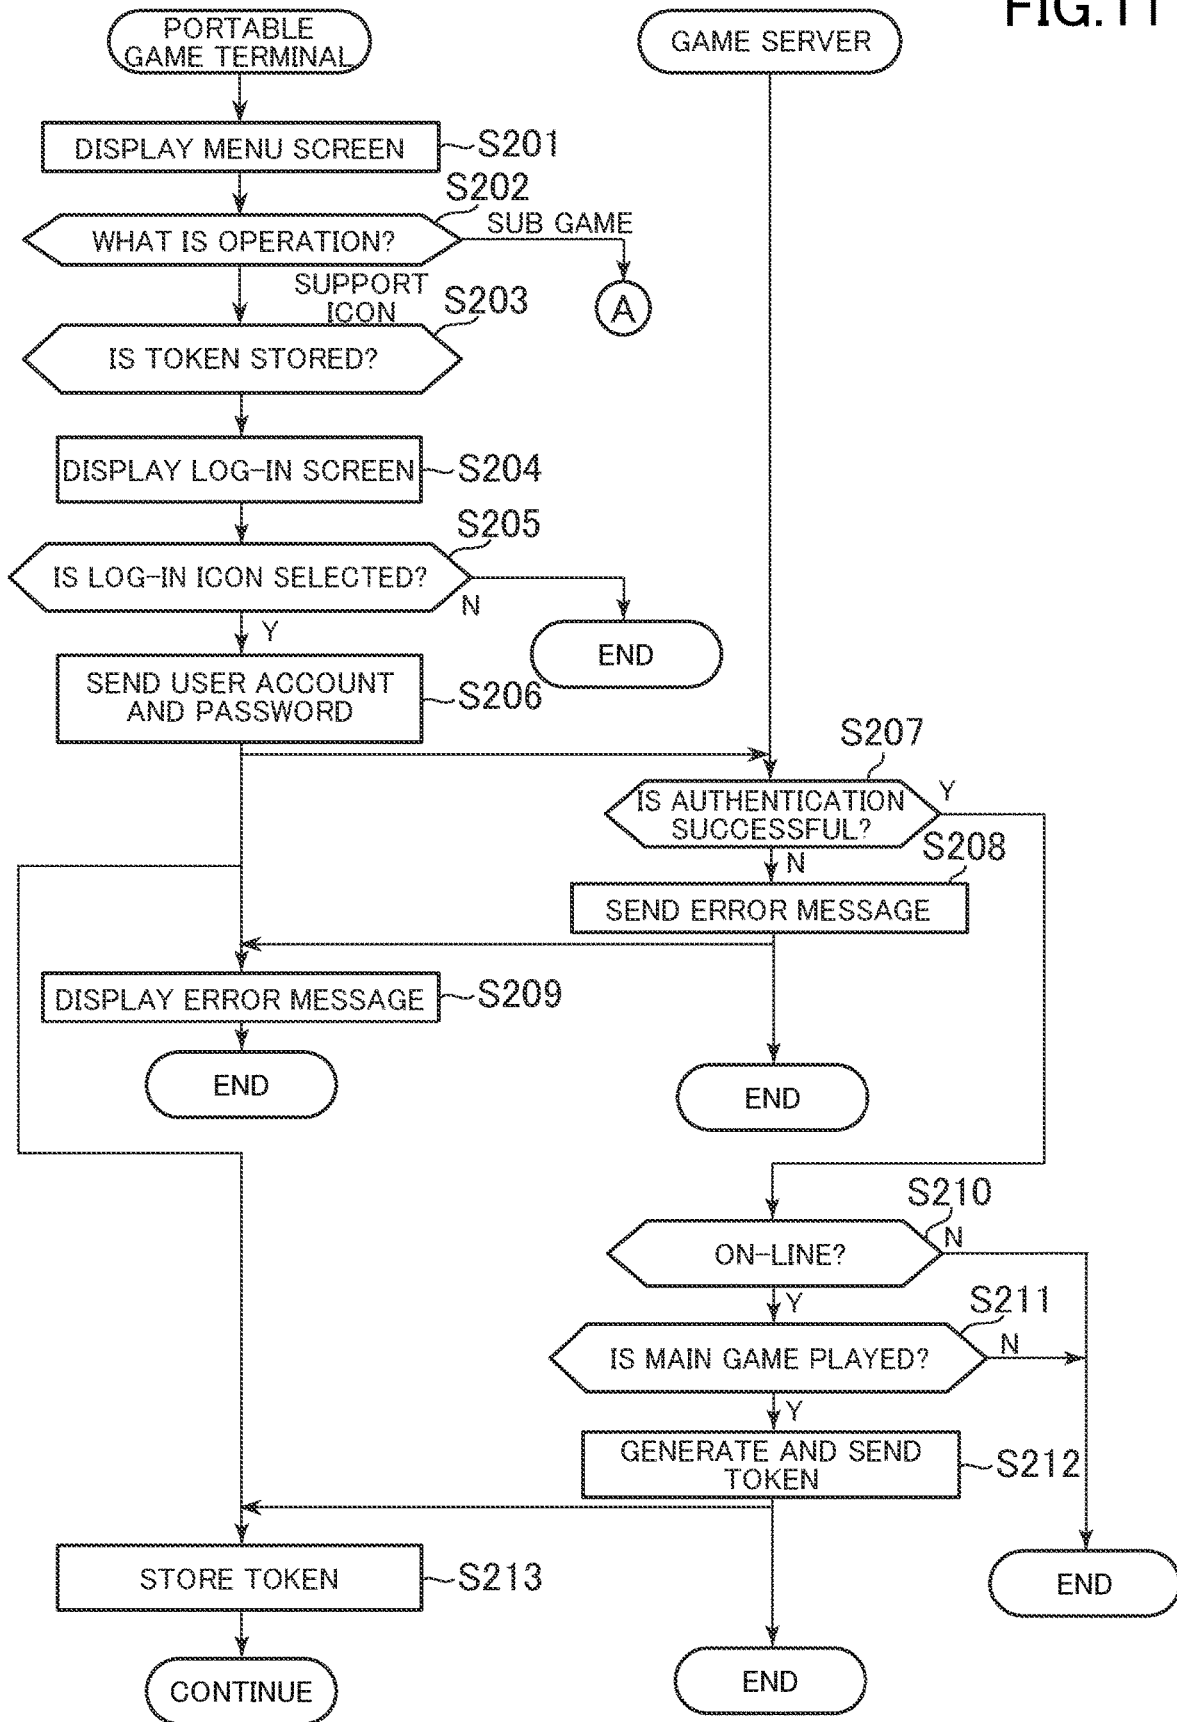 FIG.11
PORTABLE
GAME TERMINAL
GAME SERVER
DISPLAY MENU SCREEN
S201
S202
WHAT IS OPERATION?
SUB GAME
A
SUPPORT
ICON
S203
IS TOKEN STORED?
DISPLAY LOG-IN SCREEN
S204
S205
IS LOG-IN ICON SELECTED?
N
Y
END
SEND USER ACCOUNT
AND PASSWORD
S206
S207
IS AUTHENTICATION
SUCCESSFUL?
Y
N
S208
SEND ERROR MESSAGE
DISPLAY ERROR MESSAGE
S209
END
END
S210
ON-LINE?
N
Y
S211
IS MAIN GAME PLAYED?
N
Y
GENERATE AND SEND
TOKEN
S212
STORE TOKEN
S213
END
CONTINUE
END